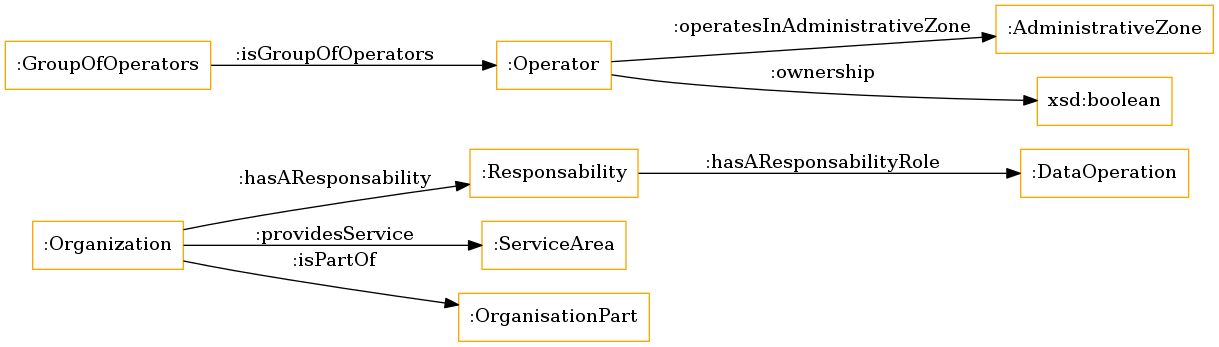 :GroupOfOperators
:isGroupOfOperators
:Operator
:operatesInAdministrativeZone
:AdministrativeZone
:ownership
xsd:boolean
:Organization
:hasAResponsability
:Responsability
:hasAResponsabilityRole
:DataOperation
:providesService
:ServiceArea
:isPartOf
:OrganisationPart